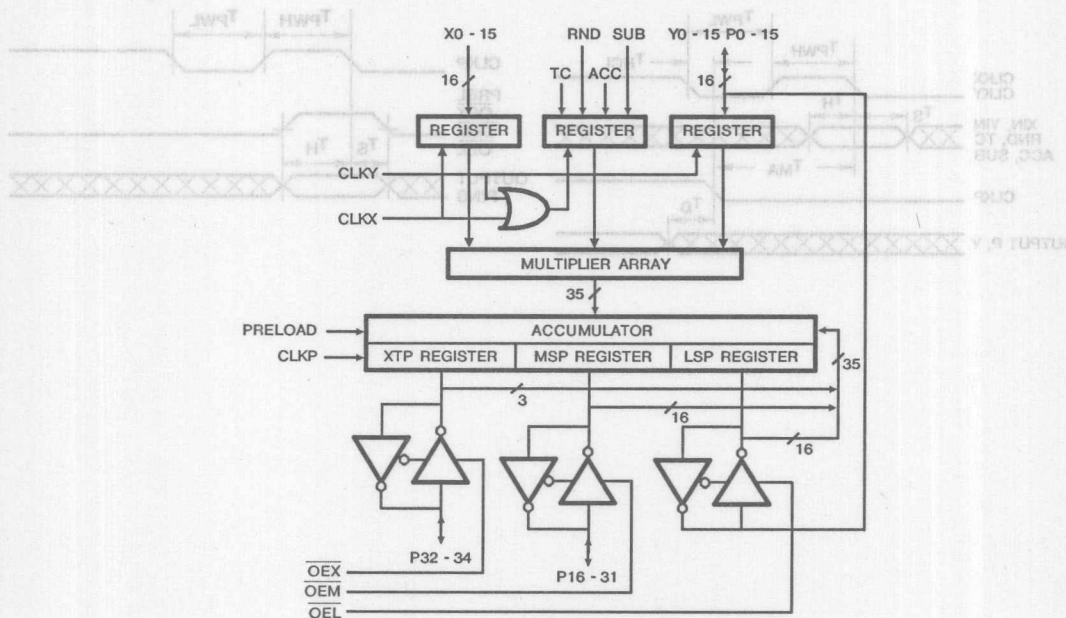 X0 - 15
RND SUB
Y0 - 15 P0 - 15
TC ACC
16
16
REGISTER
REGISTER
REGISTER
CLKY
CLKX
MULTIPLIER ARRAY
35
PRELOAD
ACCUMULATOR
CLKP
XTP REGISTER
MSP REGISTER
LSP REGISTER
35
3
16
16
P32 - 34
P16 - 31
OEX
OEM
OEL